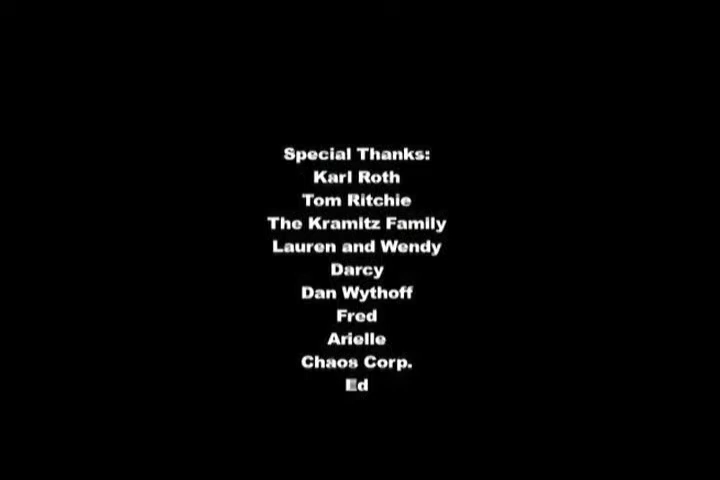 Special Thanks:
Karl Roth
Tom Ritchie
The Kramitz Family
Lauren and Wendy
Darcy
Dan Wythoff
Fred
Arielle
Chaos Corp.
Ed